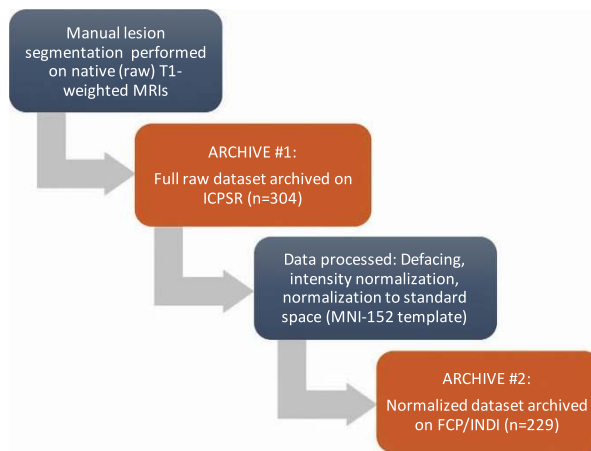 Manual lesion
segmentation performed
on native (raw) T1-
weighted MRIs
ARCHIVE #1:
Full raw dataset archived on
ICPSR (n=304)
Data processed: Defacing,
intensity normalization,
normalization to standard
space (MNI-152 template)
ARCHIVE #2:
Normalized dataset archived
on FCP/INDI (n=229)